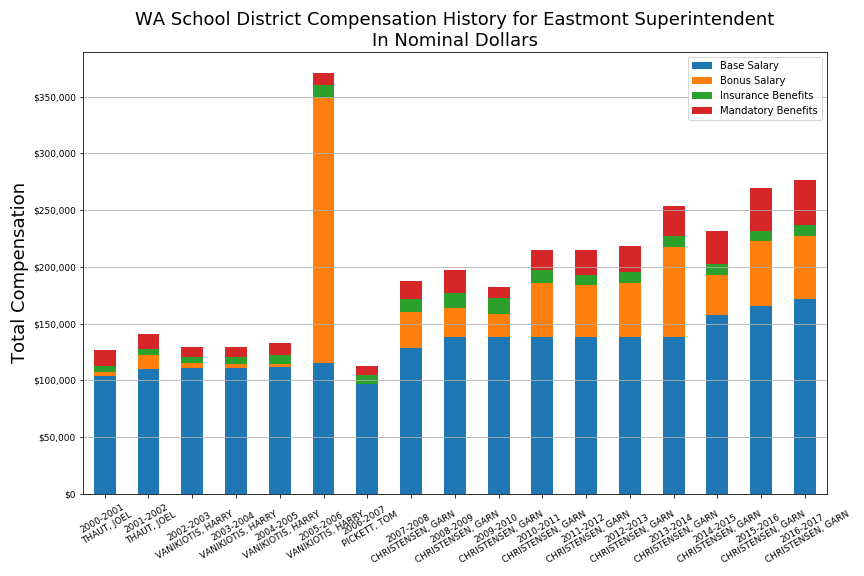 WA School District Compensation History for Eastmont Superintendent
In Nominal Dollars
Base Salary
Bonus Salary
Insurance Benefits
Mandatory Benefits
Total Compensation
$350,000
$300,000
$250,000
$200,000
$150,000
$100,000
$50,000
$0
2000-2001
THAUT, JOEL
2001-2002
THAUT, JOEL
2002-2003
VANIKIOTIS, HARRY
2003-2004
VANIKIOTIS, HARRY
2004-2005
VANIKIOTIS, HARRY
2005-2006
VANIKIOTIS, HARRY
2006-2007
PICKETT, TOM
2007-2008
CHRISTENSEN, GARN
2008-2009
CHRISTENSEN, GARN
2009-2010
CHRISTENSEN, GARN
2010-2011
CHRISTENSEN, GARN
2011-2012
CHRISTENSEN, GARN
2012-2013
CHRISTENSEN, GARN
2013-2014
CHRISTENSEN, GARN
2014-2015
CHRISTENSEN, GARN
2015-2016
CHRISTENSEN, GARN
2016-2017
CHRISTENSEN, GARN